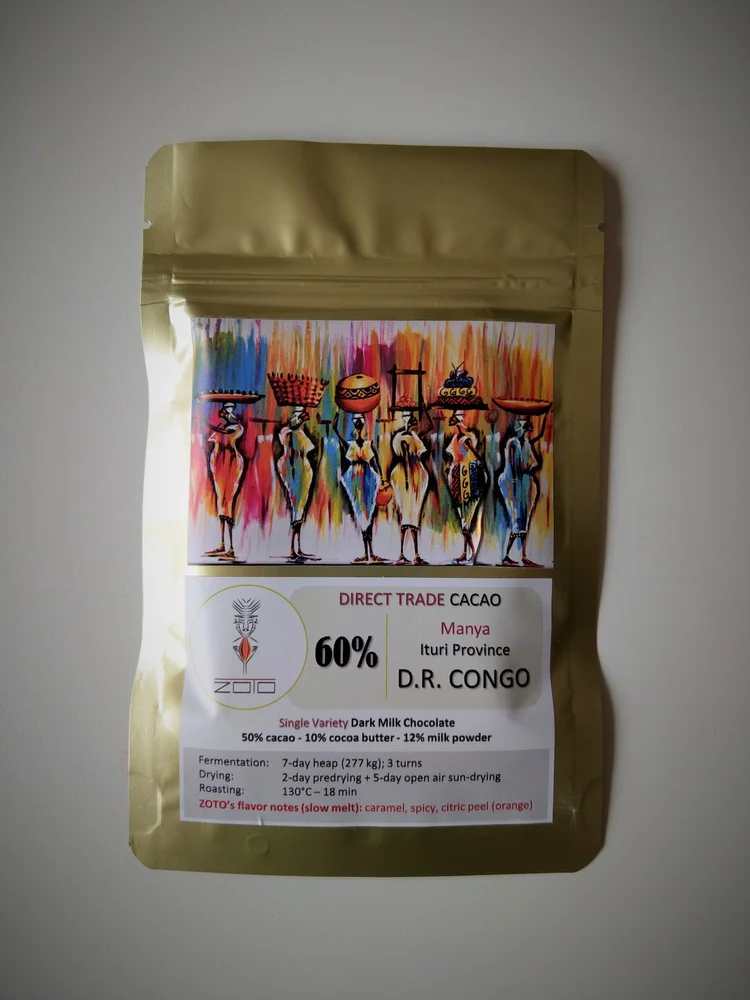 DIRECT TRADE CACAO
60%
Manya
Ituri Province
D.R. CONGO
ZOTO
Single Variety Dark Milk Chocolate
50% cacao - 10% cocoa butter - 12% milk powder
Fermentation: 7-day heap (277 kg); 3 turns
Drying: 2-day predrying + 5-day open air sun-drying
Roasting: 130°C – 18 min
ZOTO's flavor notes (slow melt): caramel, spicy, citric peel (orange)